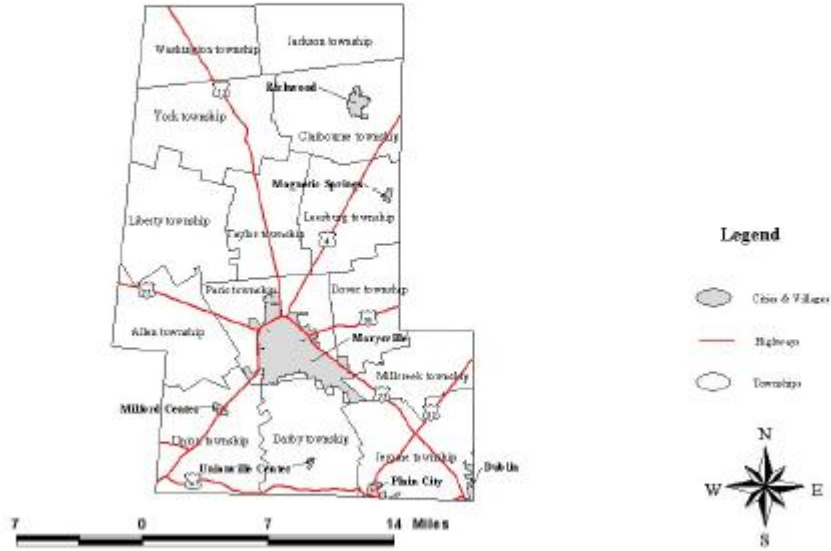 Washington township
Jackson township
Richwood
York township
Claibourne township
Magnetic Springs
Liberty township
Leesburg township
Taylor township
4
Legend
Paris township
Dover township
Cities & Villages
Allen township
Marysville
Highways
Millcreek township
Townships
Milford Center
Union township
Darby township
Jerome township
N
Unionville Center
Dublin
Plain City
W
E
S
7 0 7 14 Miles